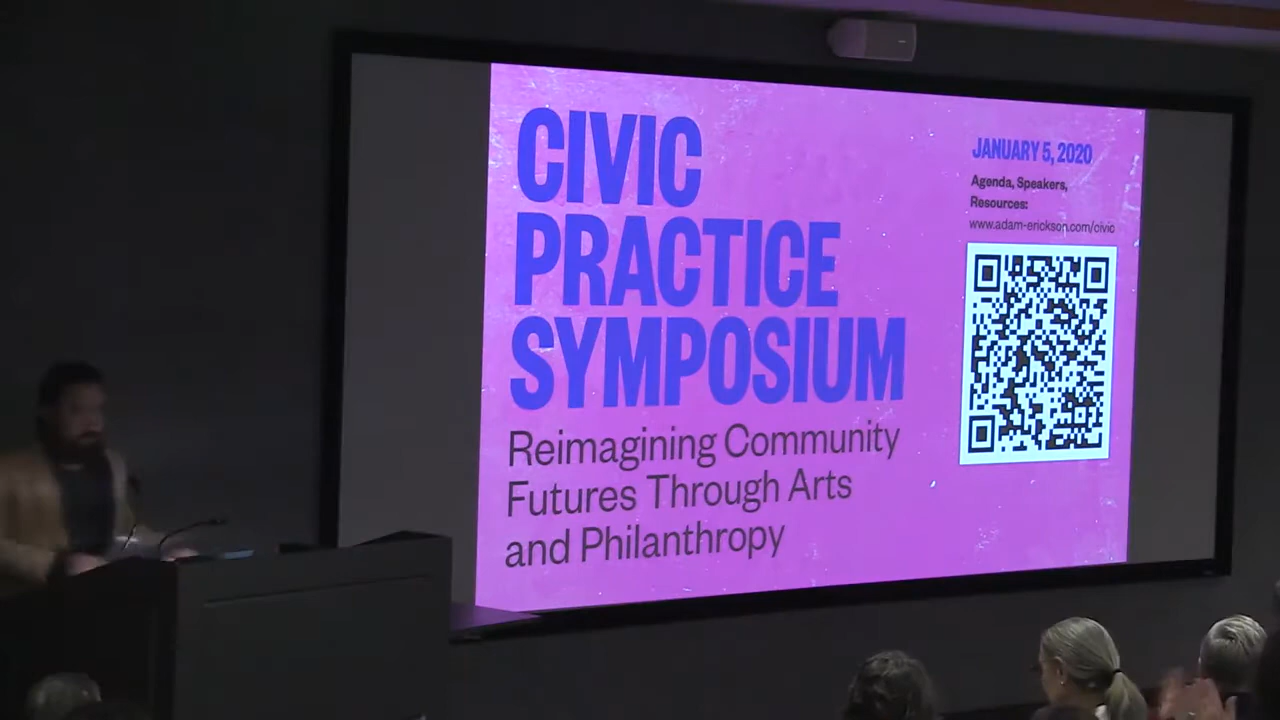 CIVIC
PRACTICE
SYMPOSIUM
Reimagining Community
Futures Through Arts
and Philanthropy
JANUARY 5, 2020
Agenda, Speakers,
Resources:
www.adam-erickson.com/civic